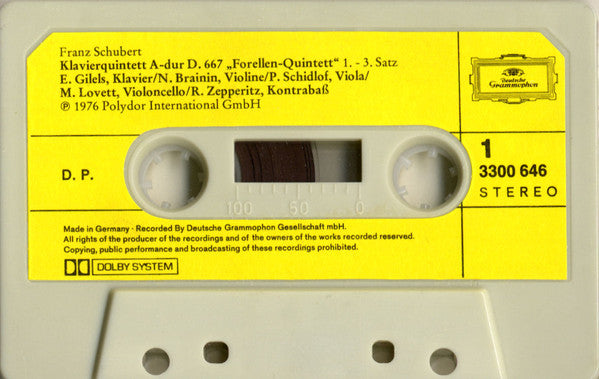 Franz Schubert
Klavierquintett A-dur D. 667 „Forellen-Quintett" 1. - 3. Satz
E. Gilels, Klavier/N. Brainin, Violine/P. Schidlof, Viola/
M. Lovett, Violoncello/R. Zepperitz, Kontrabaß
℗ 1976 Polydor International GmbH
Deutsche
Grammophon
D. P.
100 50 0
1
3300 646
STEREO
Made in Germany · Recorded By Deutsche Grammophon Gesellschaft mbH.
All rights of the producer of the recordings and of the owners of the works recorded reserved.
Copying, public performance and broadcasting of these recordings prohibited.
DOLBY SYSTEM